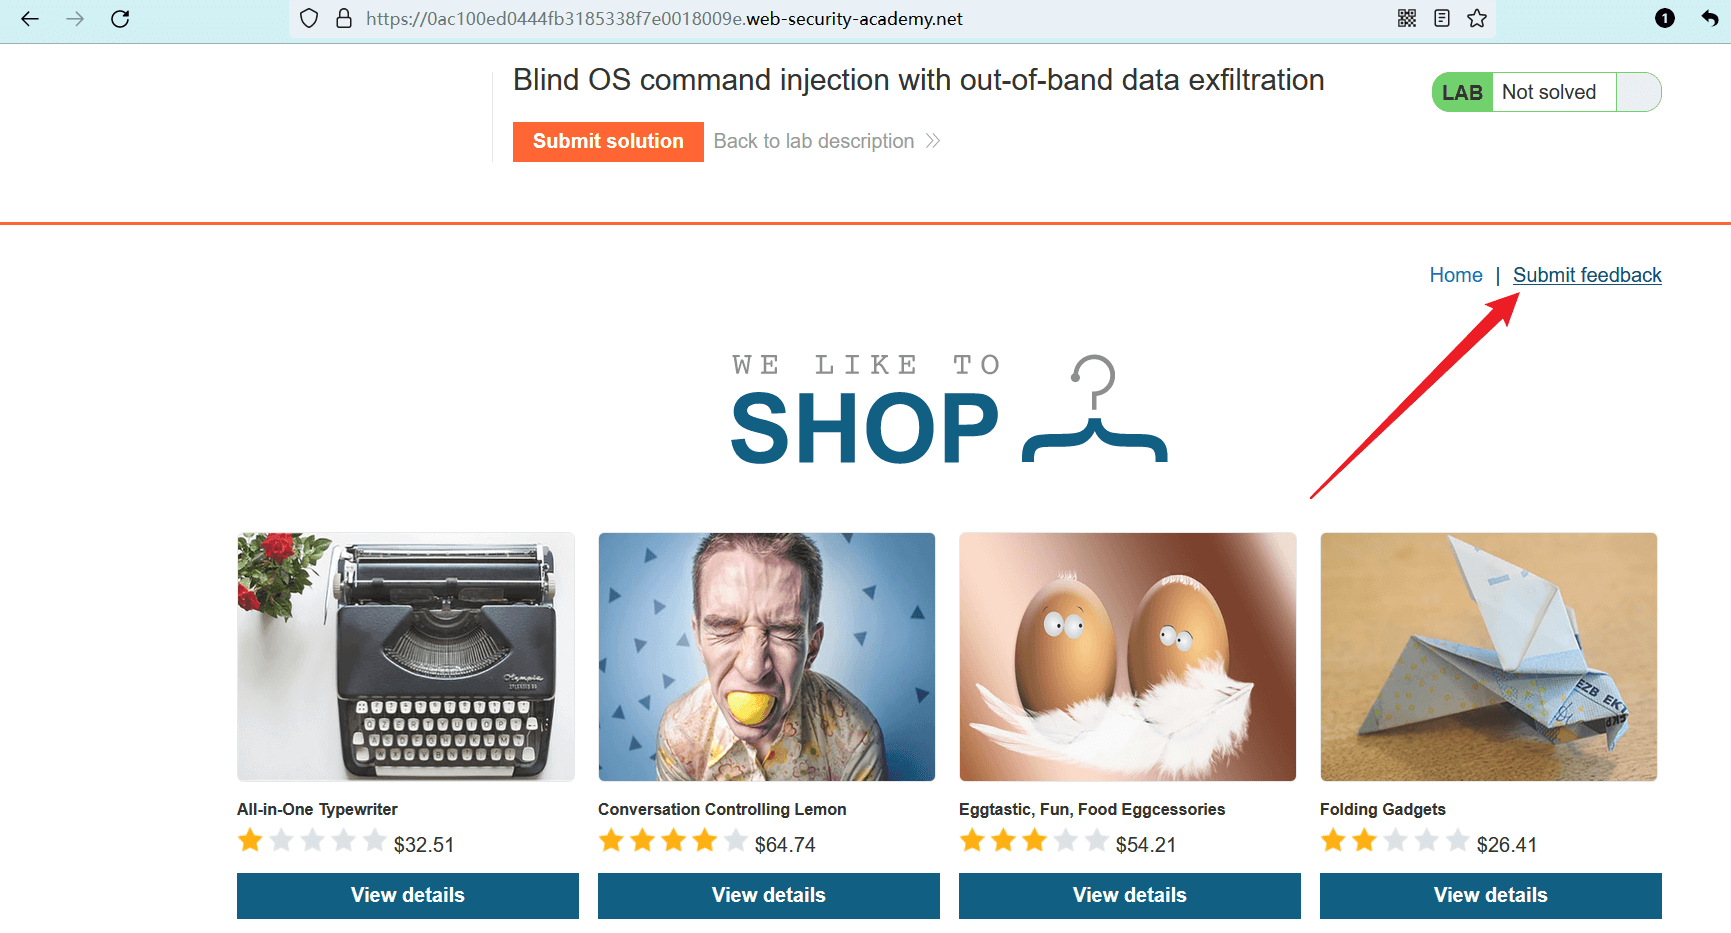 https://0ac100ed0444fb3185338f7e0018009e.web-security-academy.net
1
Blind OS command injection with out-of-band data exfiltration
LAB Not solved
Submit solution Back to lab description
Home | Submit feedback
WE LIKE TO
SHOP
All-in-One Typewriter
$32.51
View details
Conversation Controlling Lemon
$64.74
View details
Eggtastic, Fun, Food Eggcessories
$54.21
View details
Folding Gadgets
$26.41
View details